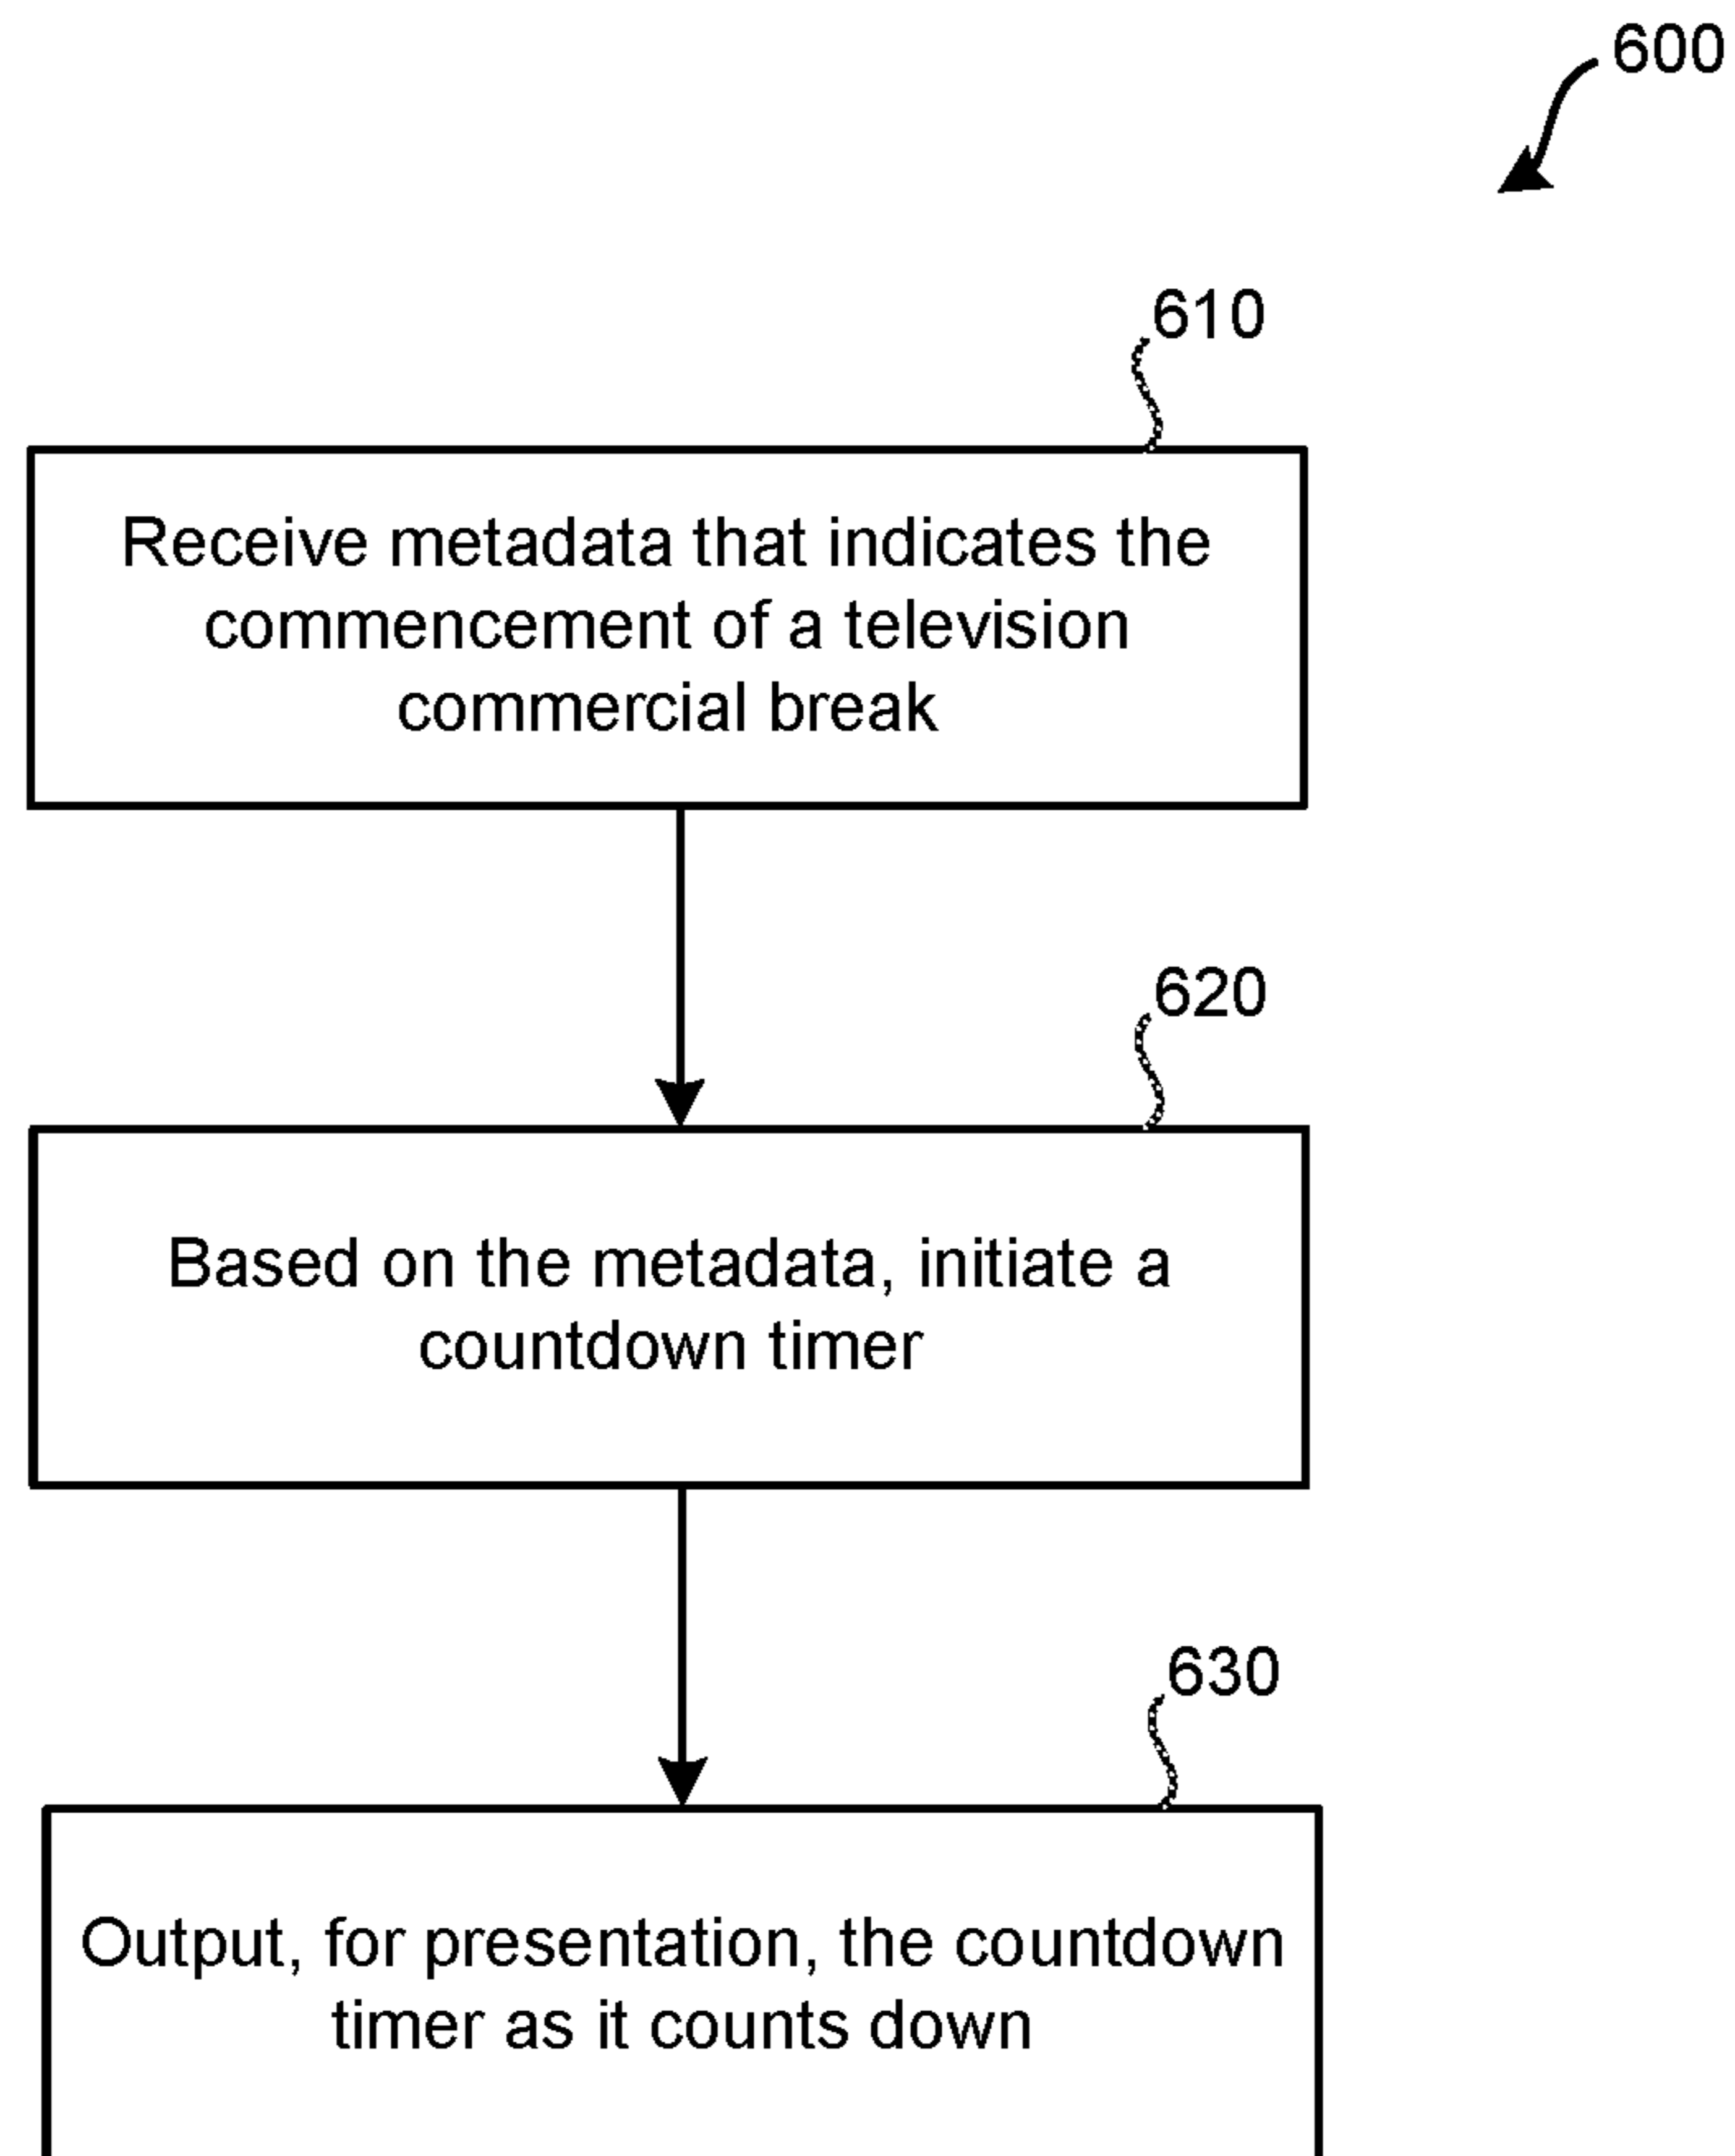 600
610
Receive metadata that indicates the
commencement of a television
commercial break
620
Based on the metadata, initiate a
countdown timer
630
Output, for presentation, the countdown
timer as it counts down